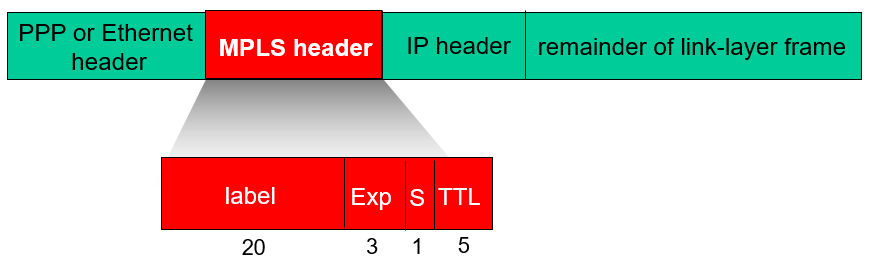 PPP or Ethernet
header
MPLS header
IP header
remainder of link-layer frame
label
Exp
S
TTL
20
3
1
5